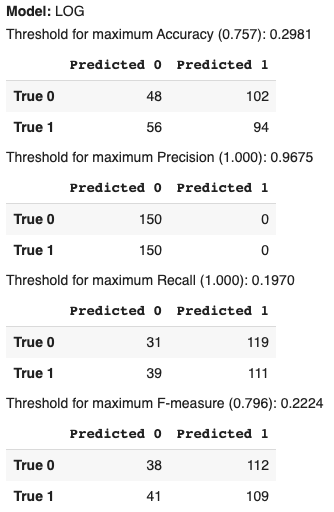 Model: LOG
Threshold for maximum Accuracy (0.757): 0.2981
Predicted 0 Predicted 1
True 0 48 102
True 1 56 94
Threshold for maximum Precision (1.000): 0.9675
Predicted 0 Predicted 1
True 0 150 0
True 1 150 0
Threshold for maximum Recall (1.000): 0.1970
Predicted 0 Predicted 1
True 0 31 119
True 1 39 111
Threshold for maximum F-measure (0.796): 0.2224
Predicted 0 Predicted 1
True 0 38 112
True 1 41 109